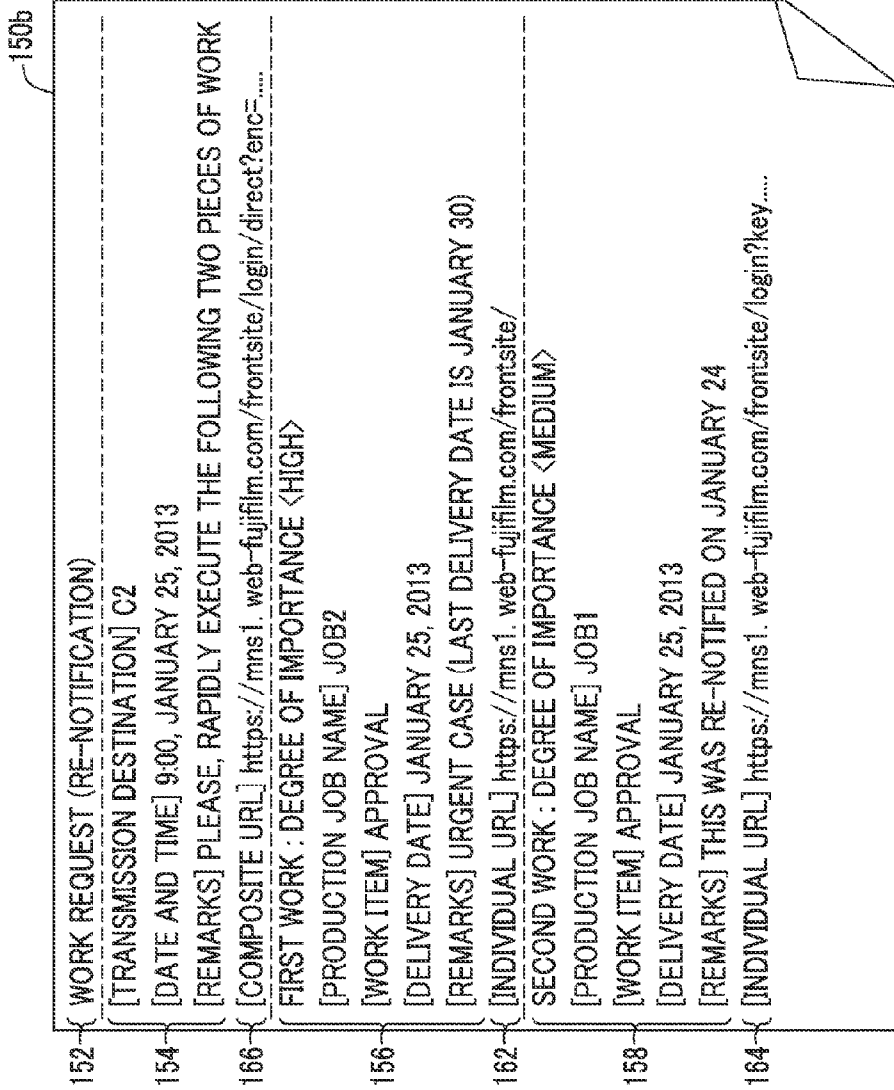 150b
152 WORK REQUEST (RE-NOTIFICATION)
154 [TRANSMISSION DESTINATION] C2
[DATE AND TIME] 9:00, JANUARY 25, 2013
[REMARKS] PLEASE, RAPIDLY EXECUTE THE FOLLOWING TWO PIECES OF WORK
166 [COMPOSITE URL] https://mns1. web-fujifilm.com/frontsite/login/direct?enc=.....
156 FIRST WORK : DEGREE OF IMPORTANCE <HIGH>
[PRODUCTION JOB NAME] JOB2
[WORK ITEM] APPROVAL
[DELIVERY DATE] JANUARY 25, 2013
[REMARKS] URGENT CASE (LAST DELIVERY DATE IS JANUARY 30)
162 [INDIVIDUAL URL] https://mns1. web-fujifilm.com/frontsite/
158 SECOND WORK : DEGREE OF IMPORTANCE <MEDIUM>
[PRODUCTION JOB NAME] JOB1
[WORK ITEM] APPROVAL
[DELIVERY DATE] JANUARY 25, 2013
[REMARKS] THIS WAS RE-NOTIFIED ON JANUARY 24
164 [INDIVIDUAL URL] https://mns1. web-fujifilm.com/frontsite/login?key.....